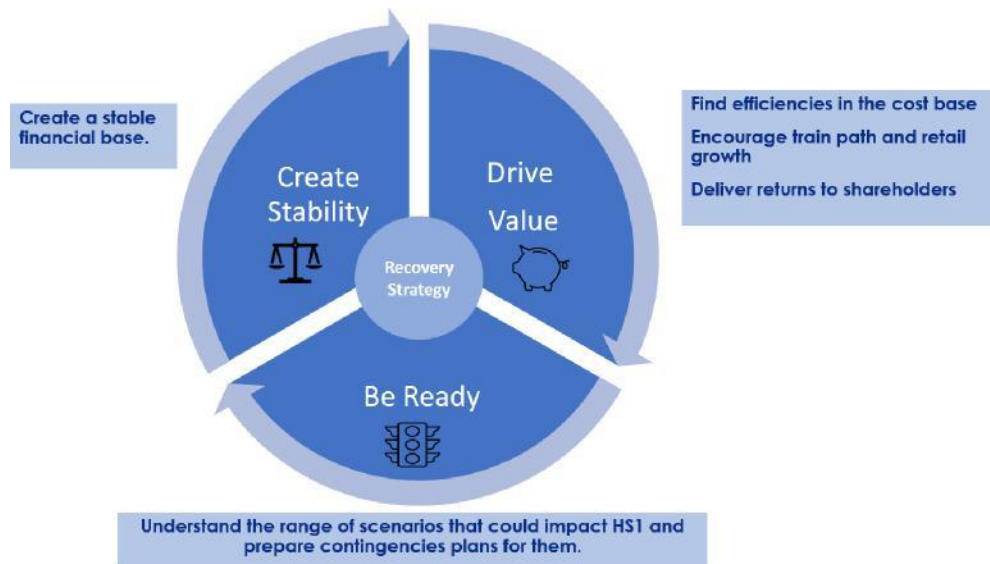 Create a stable
financial base.
Create
Stability
Drive
Value
Find efficiencies in the cost base
Encourage train path and retail
growth
Deliver returns to shareholders
Recovery
Strategy
Be Ready
Understand the range of scenarios that could impact HS1 and
prepare contingencies plans for them.